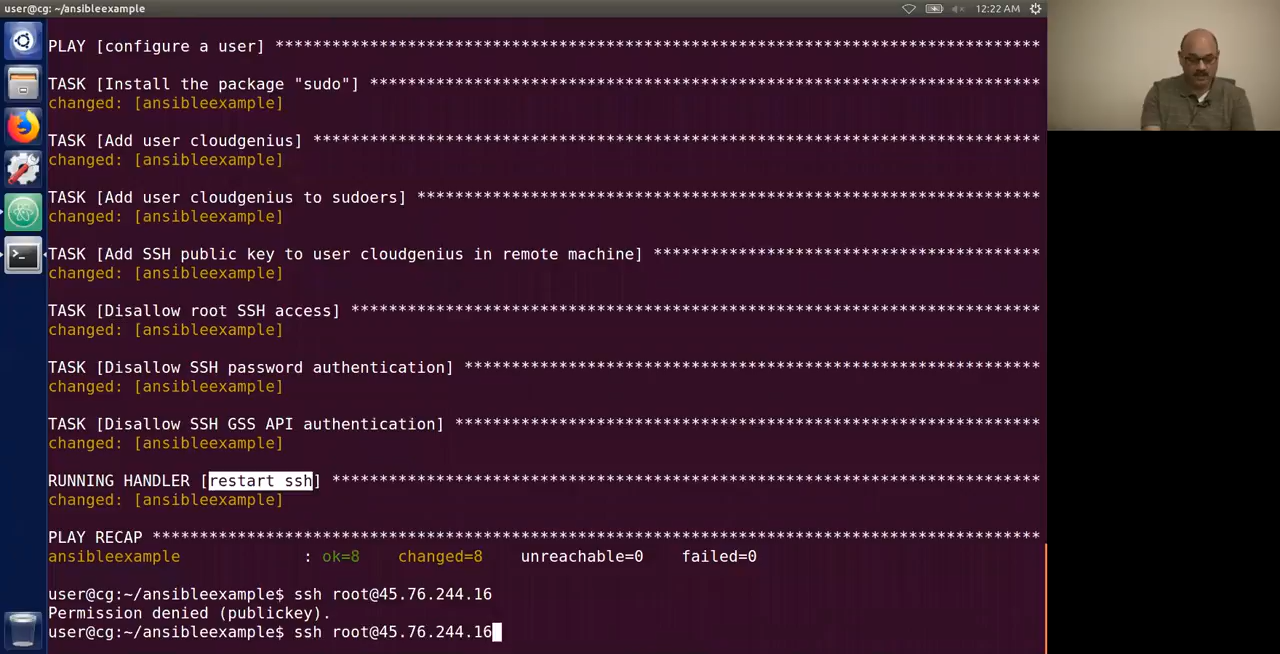 user@cg: ~/ansibleexample
12:22 AM
PLAY [configure a user] *********************************************************************************
TASK [Install the package "sudo"] ***********************************************************************
changed: [ansibleexample]
TASK [Add user cloudgenius] *****************************************************************************
changed: [ansibleexample]
TASK [Add user cloudgenius to sudoers] ******************************************************************
changed: [ansibleexample]
TASK [Add SSH public key to user cloudgenius in remote machine] *****************************************
changed: [ansibleexample]
TASK [Disallow root SSH access] *************************************************************************
changed: [ansibleexample]
TASK [Disallow SSH password authentication] *************************************************************
changed: [ansibleexample]
TASK [Disallow SSH GSS API authentication] **************************************************************
changed: [ansibleexample]
RUNNING HANDLER [restart ssh] ***************************************************************************
changed: [ansibleexample]
PLAY RECAP **********************************************************************************************
ansibleexample : ok=8 changed=8 unreachable=0 failed=0
user@cg:~/ansibleexample$ ssh root@45.76.244.16
Permission denied (publickey).
user@cg:~/ansibleexample$ ssh root@45.76.244.16